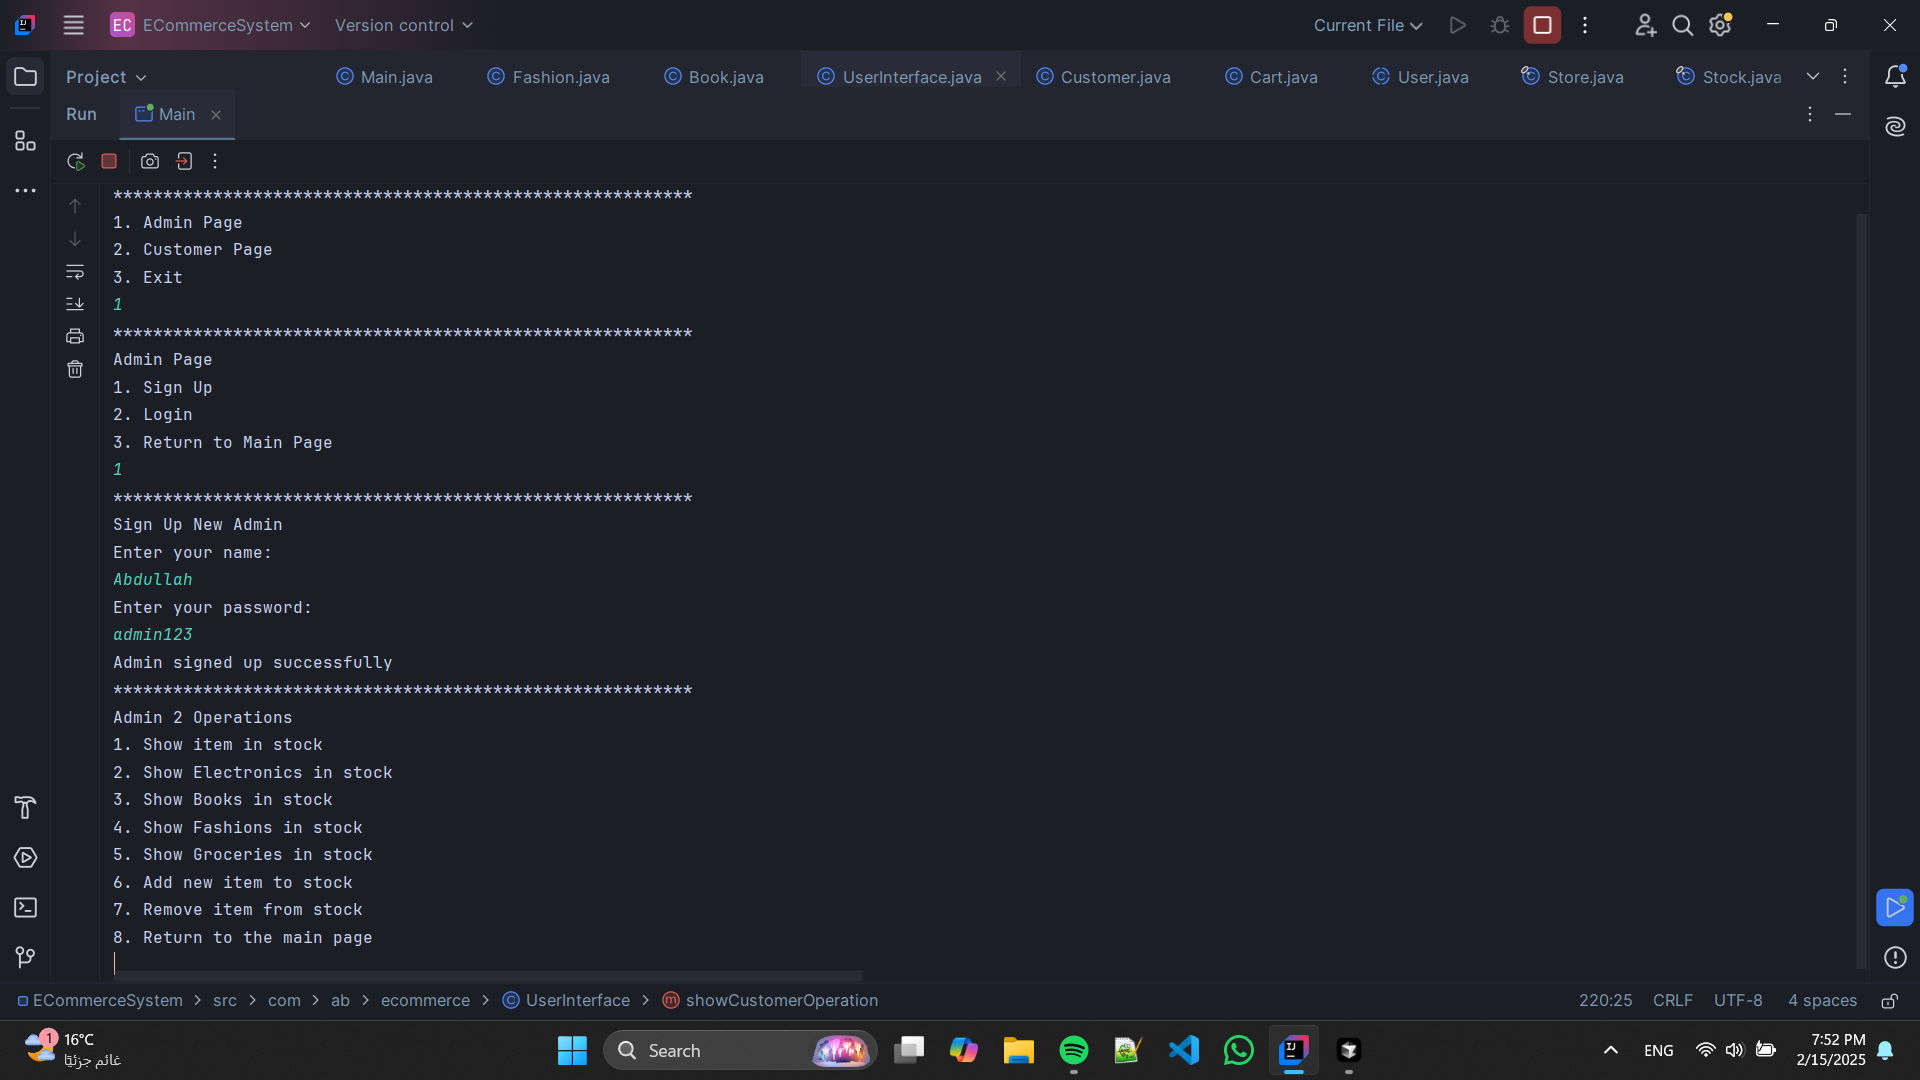 EC ECommerceSystem Version control Current File
Project Main.java Fashion.java Book.java UserInterface.java Customer.java Cart.java User.java Store.java Stock.java
Run Main
**********************************************************
1. Admin Page
2. Customer Page
3. Exit
1
**********************************************************
Admin Page
1. Sign Up
2. Login
3. Return to Main Page
1
**********************************************************
Sign Up New Admin
Enter your name:
Abdullah
Enter your password:
admin123
Admin signed up successfully
**********************************************************
Admin 2 Operations
1. Show item in stock
2. Show Electronics in stock
3. Show Books in stock
4. Show Fashions in stock
5. Show Groceries in stock
6. Add new item to stock
7. Remove item from stock
8. Return to the main page
ECommerceSystem > src > com > ab > ecommerce > UserInterface > showCustomerOperation 220:25 CRLF UTF-8 4 spaces
1 16°C
غائم جزئيًا
Search
ENG
7:52 PM
2/15/2025